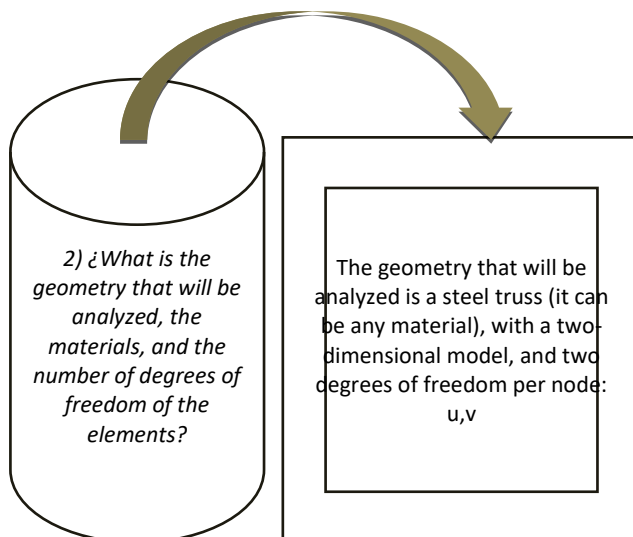 2) ¿What is the
geometry that will be
analyzed, the
materials, and the
number of degrees of
freedom of the
elements?
The geometry that will be
analyzed is a steel truss (it can
be any material), with a two-
dimensional model, and two
degrees of freedom per node:
u,v